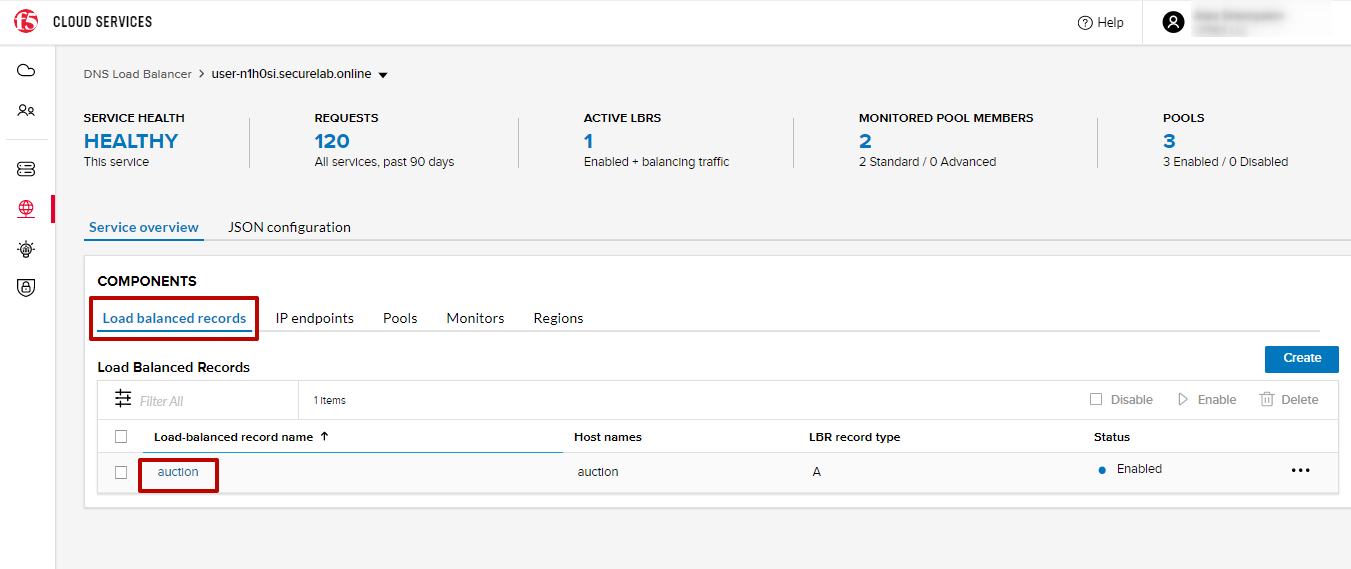 f5 CLOUD SERVICES
Help
DNS Load Balancer > user-n1h0si.securelab.online
SERVICE HEALTH REQUESTS ACTIVE LBRS MONITORED POOL MEMBERS POOLS
HEALTHY 120 1 2 3
This service All services, past 90 days Enabled + balancing traffic 2 Standard / 0 Advanced 3 Enabled / 0 Disabled
Service overview JSON configuration
COMPONENTS
Load balanced records IP endpoints Pools Monitors Regions
Create
Load Balanced Records
Filter All 1 Items Disable Enable Delete
Load-balanced record name ↑ Host names LBR record type Status
auction auction A Enabled